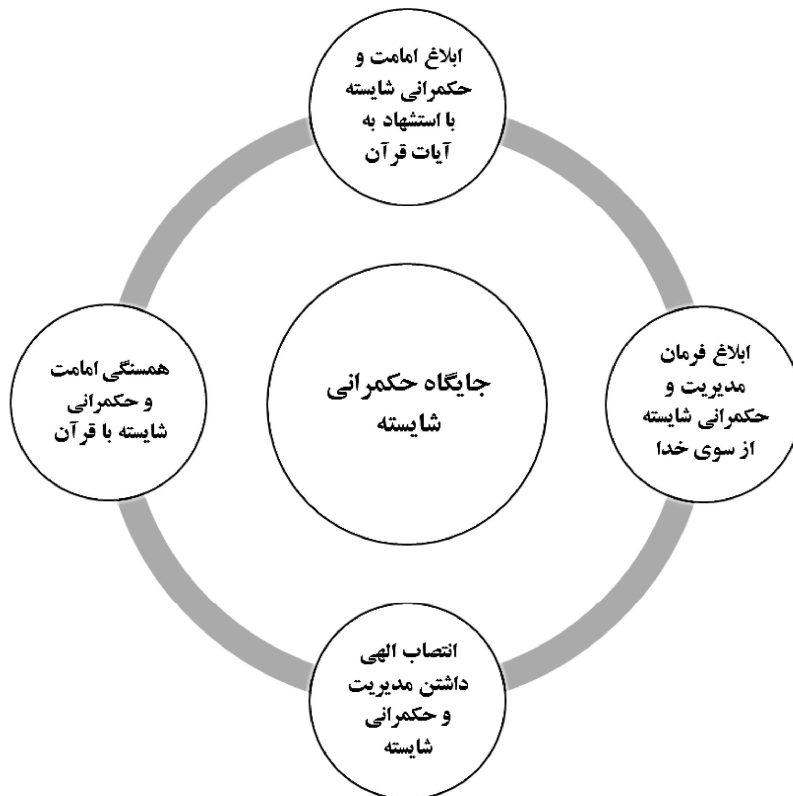 ابلاغ امامت و
حکمرانی شایسته
با استشهاد به
آیات قرآن
ابلاغ فرمان
مدیریت و
حکمرانی شایسته
از سوی خدا
جایگاه حکمرانی
شایسته
همسنگی امامت
و حکمرانی
شایسته با قرآن
انتصاب الهی
داشتن مدیریت
و حکمرانی
شایسته